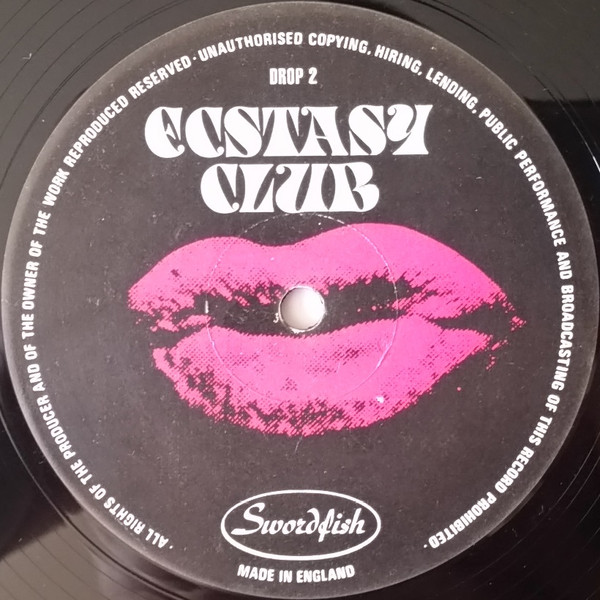 · ALL RIGHTS OF THE PRODUCER AND OF THE OWNER OF THE WORK REPRODUCED RESERVED · UNAUTHORISED COPYING, HIRING, LENDING, PUBLIC PERFORMANCE AND BROADCASTING OF THIS RECORD PROHIBITED ·
DROP 2
ECSTASY
CLUB
Swordfish
MADE IN ENGLAND